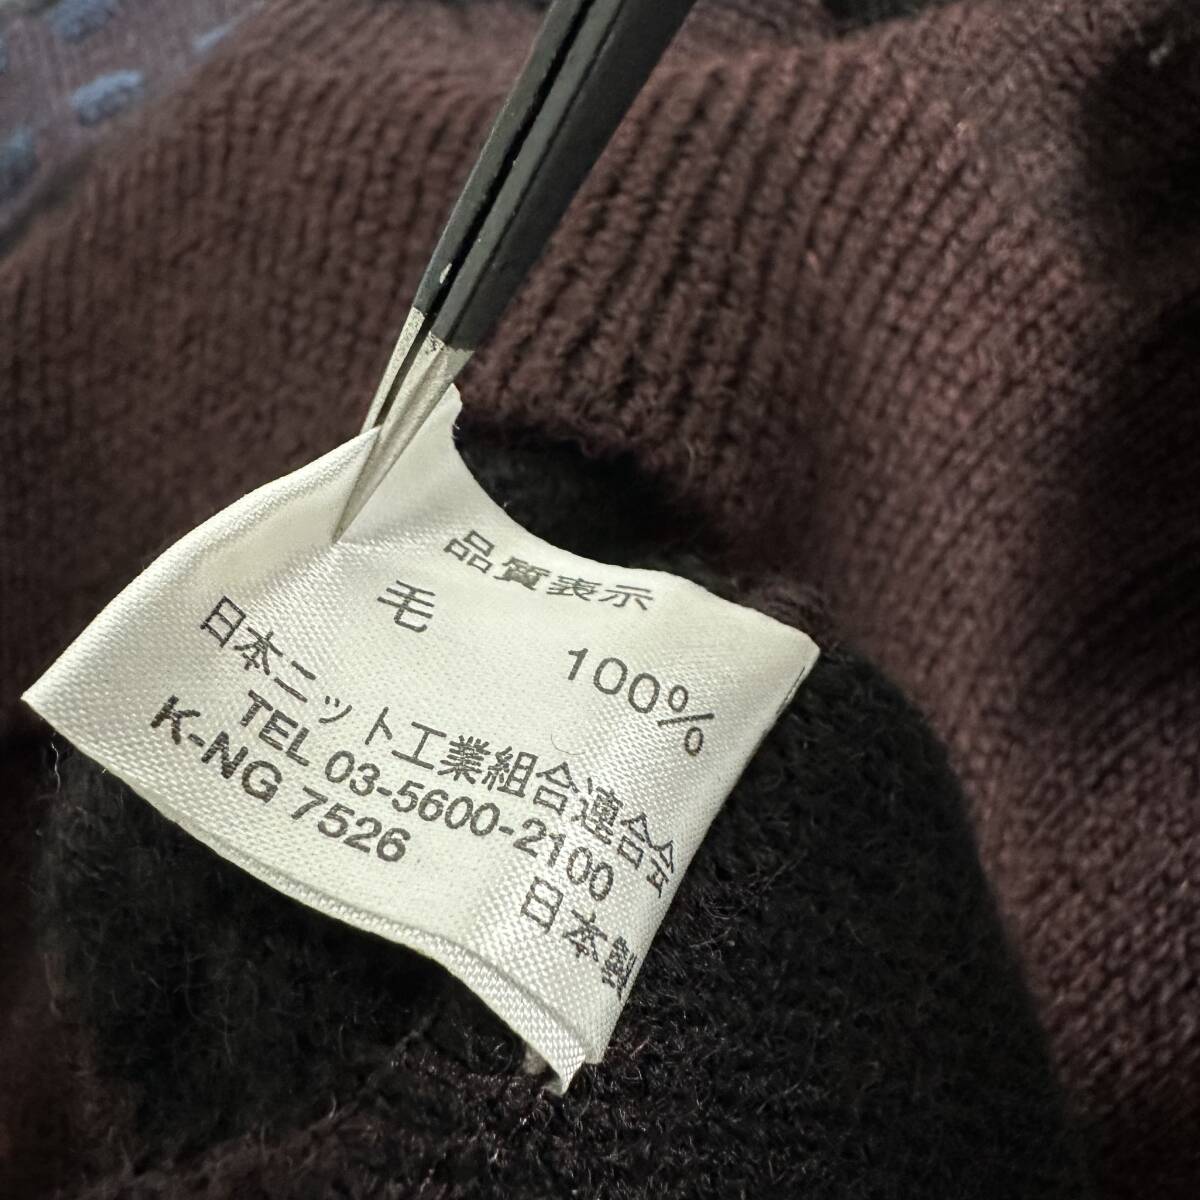 品質表示
毛 100%
日本ニット工業組合連合会
TEL 03-5600-2100
K-NG 7526
日本製